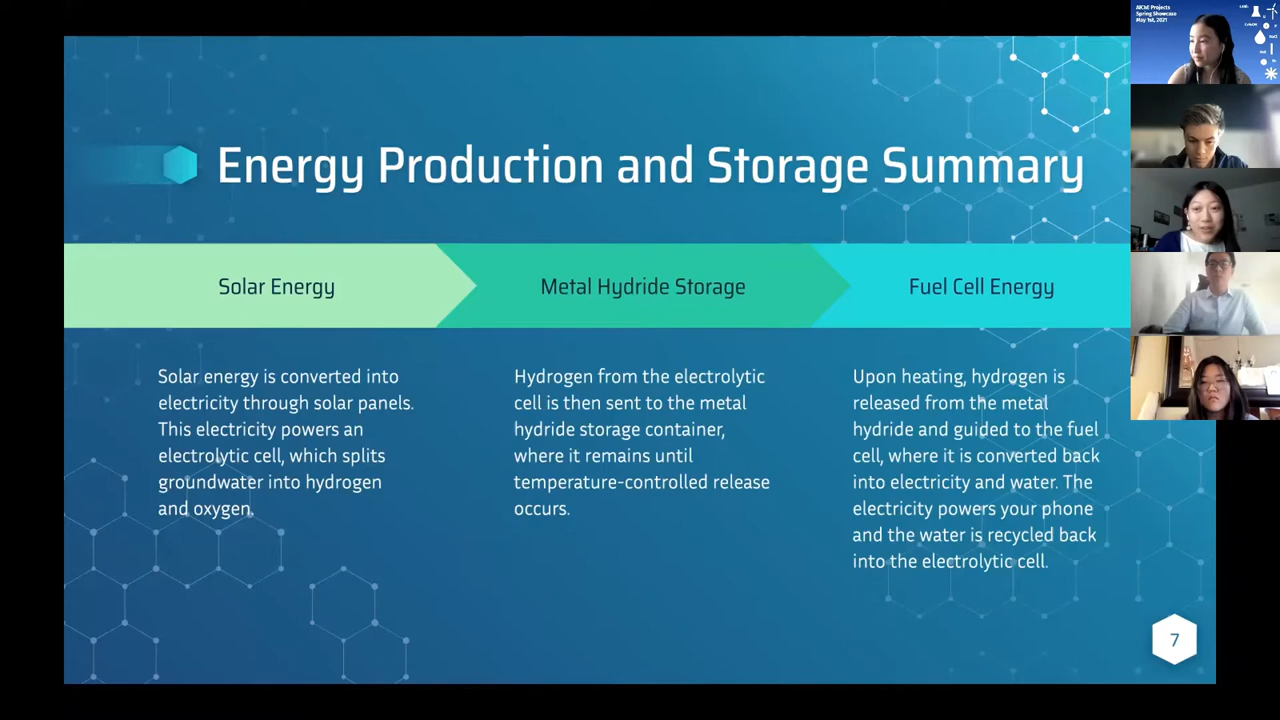 Energy Production and Storage Summary
Solar Energy
Metal Hydride Storage
Fuel Cell Energy
Solar energy is converted into
electricity through solar panels.
This electricity powers an
electrolytic cell, which splits
groundwater into hydrogen
and oxygen.
Hydrogen from the electrolytic
cell is then sent to the metal
hydride storage container,
where it remains until
temperature-controlled release
occurs.
Upon heating, hydrogen is
released from the metal
hydride and guided to the fuel
cell, where it is converted back
into electricity and water. The
electricity powers your phone
and the water is recycled back
into the electrolytic cell.
7
AIChE Projects
Spring Showcase
May 1st, 2021